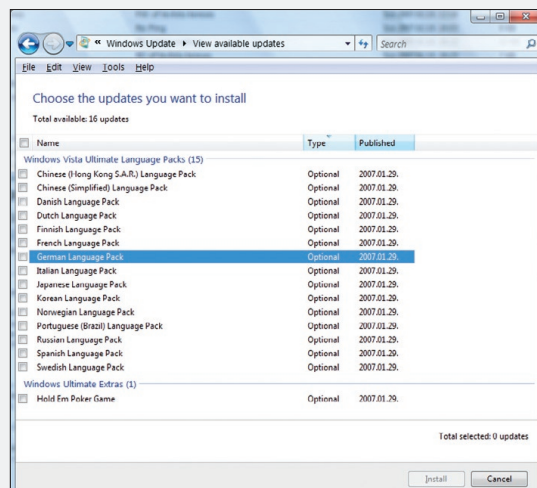 « Windows Update ▸ View available updates
Search
File Edit View Tools Help
Choose the updates you want to install
Total available: 16 updates
Name Type Published
Windows Vista Ultimate Language Packs (15)
Chinese (Hong Kong S.A.R.) Language Pack Optional 2007.01.29.
Chinese (Simplified) Language Pack Optional 2007.01.29.
Danish Language Pack Optional 2007.01.29.
Dutch Language Pack Optional 2007.01.29.
Finnish Language Pack Optional 2007.01.29.
French Language Pack Optional 2007.01.29.
German Language Pack Optional 2007.01.29.
Italian Language Pack Optional 2007.01.29.
Japanese Language Pack Optional 2007.01.29.
Korean Language Pack Optional 2007.01.29.
Norwegian Language Pack Optional 2007.01.29.
Portuguese (Brazil) Language Pack Optional 2007.01.29.
Russian Language Pack Optional 2007.01.29.
Spanish Language Pack Optional 2007.01.29.
Swedish Language Pack Optional 2007.01.29.
Windows Ultimate Extras (1)
Hold Em Poker Game Optional 2007.01.29.
Total selected: 0 updates
Install Cancel